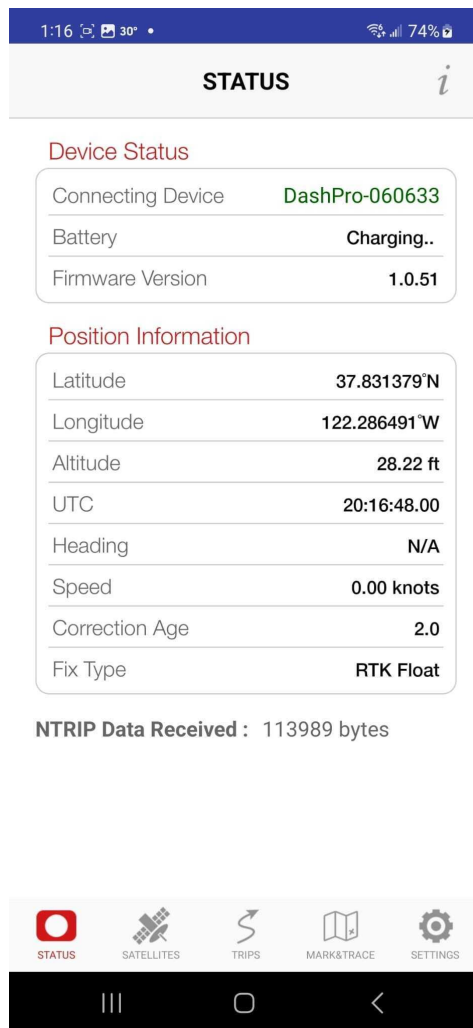 1:16 30° •
74%
STATUS i
Device Status
Connecting Device DashPro-060633
Battery Charging..
Firmware Version 1.0.51
Position Information
Latitude 37.831379°N
Longitude 122.286491°W
Altitude 28.22 ft
UTC 20:16:48.00
Heading N/A
Speed 0.00 knots
Correction Age 2.0
Fix Type RTK Float
NTRIP Data Received : 113989 bytes
STATUS SATELLITES TRIPS MARK&TRACE SETTINGS